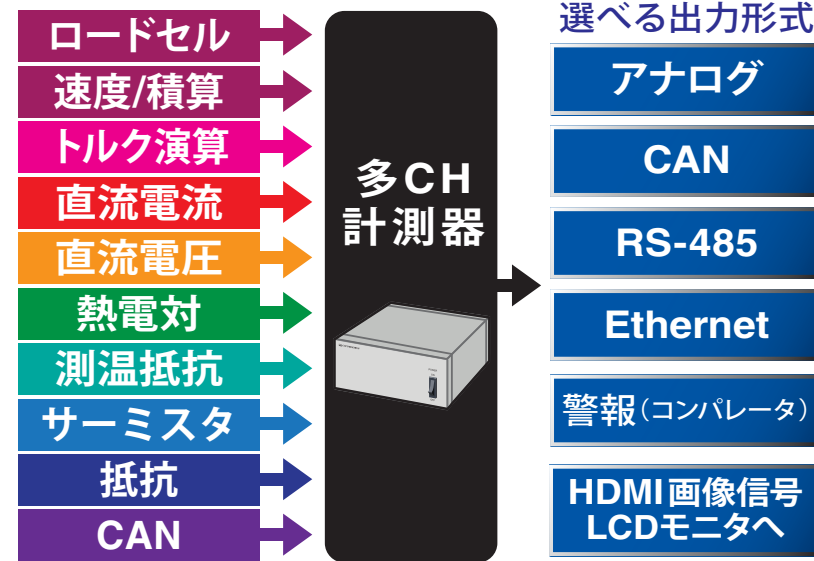 ロードセル
速度/積算
トルク演算
直流電流
直流電圧
熱電対
測温抵抗
サーミスタ
抵抗
CAN
多CH
計測器
選べる出力形式
アナログ
CAN
RS-485
Ethernet
警報(コンパレータ)
HDMI画像信号
LCDモニタへ